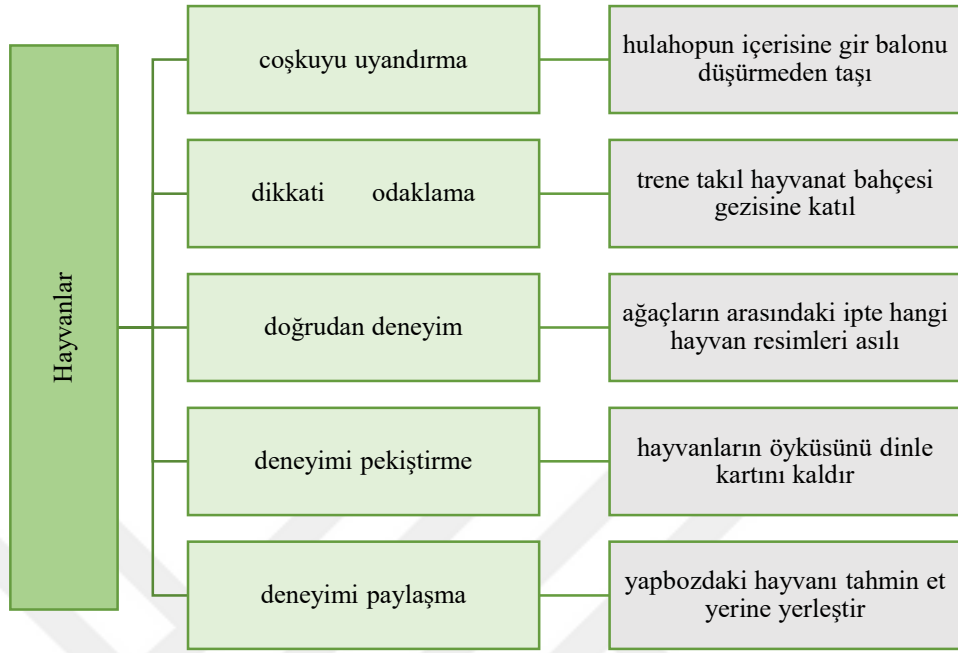 Hayvanlar
coşkuyu uyandırma
hulahopun içerisine gir balonu
düşürmeden taşı
dikkati odaklama
trene takıl hayvanat bahçesi
gezisine katıl
doğrudan deneyim
ağaçların arasındaki ipte hangi
hayvan resimleri asılı
deneyimi pekiştirme
hayvanların öyküsünü dinle
kartını kaldır
deneyimi paylaşma
yapbozdaki hayvanı tahmin et
yerine yerleştir